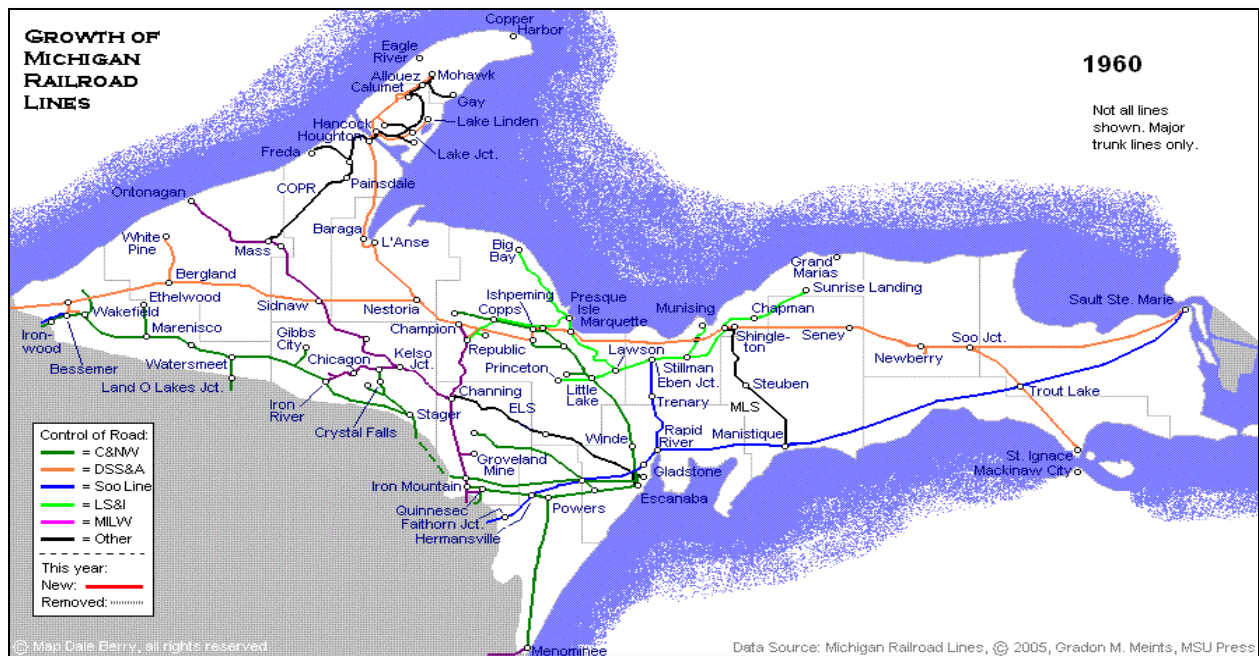 GROWTH OF
MICHIGAN
RAILROAD
LINES
1960
Not all lines
shown. Major
trunk lines only.
Copper
Harbor
Eagle
River
Allouez
Mohawk
Calumet
Gay
Hancock
Lake Linden
Houghton
Freda
Lake Jct.
COPR
Painsdale
Ontonagan
White
Pine
Mass
Baraga
L'Anse
Big
Bay
Grand
Marias
Bergland
Sunrise Landing
Ethelwood
Sidnaw
Nestoria
Ishpeming
Copps
Presque
Isle
Marquette
Munising
Chapman
Sault Ste. Marie
Wakefield
Iron-
wood
Bessemer
Marenisco
Gibbs
City
Champion
Republic
Princeton
Lawson
Shingle-
ton
Seney
Newberry
Soo Jct.
Watersmeet
Chicagon
Kelso
Jct.
Stillman
Eben Jct.
Land O Lakes Jct.
Iron
River
Channing
Little
Lake
Trenary
Steuben
Trout Lake
Crystal Falls
Stager
ELS
MLS
Winde
Rapid
River
Manistique
Groveland
Mine
Gladstone
St. Ignace
Mackinaw City
Iron Mountain
Escanaba
Quinnesec
Faithorn Jct.
Hermansville
Powers
Menominee
Control of Road:
= C&NW
= DSS&A
= Soo Line
= LS&I
= MILW
= Other
This year:
New:
Removed:
© Map Dale Berry, all rights reserved
Data Source: Michigan Railroad Lines, © 2005, Gradon M. Meints, MSU Press